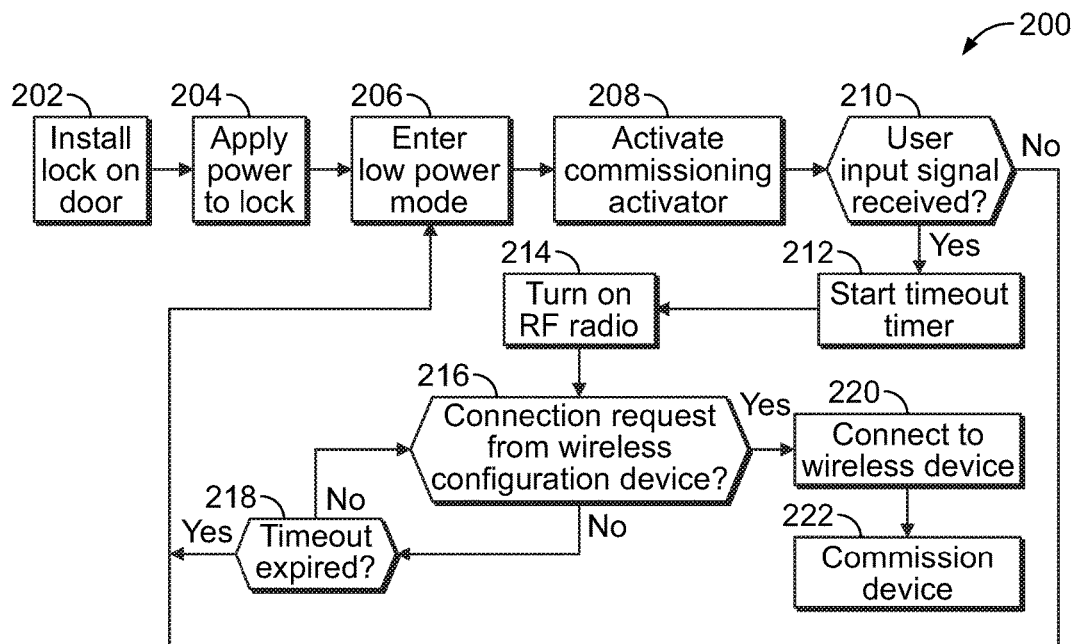 200
202
Install
lock on
door
204
Apply
power
to lock
206
Enter
low power
mode
208
Activate
commissioning
activator
210
User
input signal
received?
No
Yes
212
Start timeout
timer
214
Turn on
RF radio
216
Connection request
from wireless
configuration device?
Yes
No
218
Timeout
expired?
No
Yes
220
Connect to
wireless device
222
Commission
device